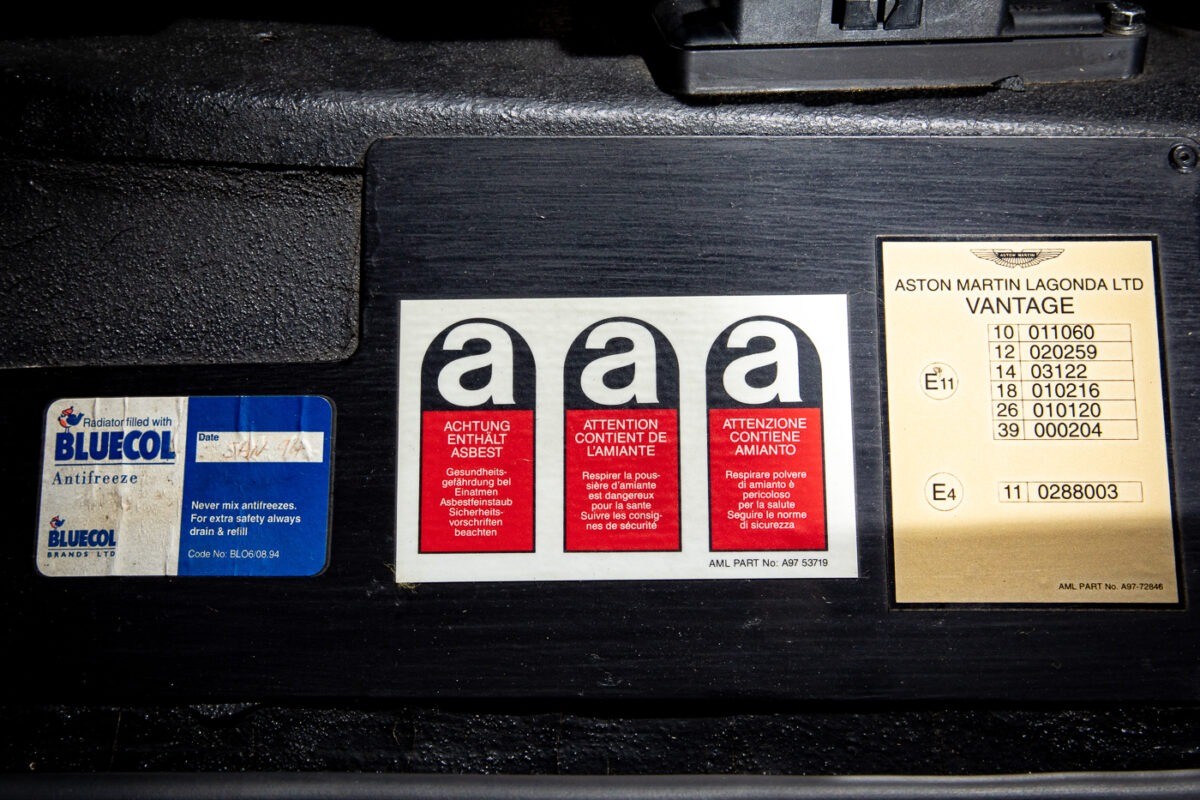 Radiator filled with
BLUECOL
Antifreeze
BLUECOL
BRANDS LTD
Date
Never mix antifreezes.
For extra safety always
drain & refill
Code No: BLO6/08.94
a
ACHTUNG
ENTHÄLT
ASBEST
Gesundheits-
gefährdung bei
Einatmen
Asbestfeinstaub
Sicherheits-
vorschriften
beachten
a
ATTENTION
CONTIENT DE
L'AMIANTE
Respirer la pous-
sière d'amiante
est dangereux
pour la sante
Suivre les consig-
nes de sécurité
a
ATTENZIONE
CONTIENE
AMIANTO
Respirare polvere
di amianto è
pericoloso
per la salute
Seguire le norme
di sicurezza
AML PART No: A97 53719
ASTON MARTIN
ASTON MARTIN LAGONDA LTD
VANTAGE
E11
10 011060
12 020259
14 03122
18 010216
26 010120
39 000204
E4
11 0288003
AML PART No. A97-72846